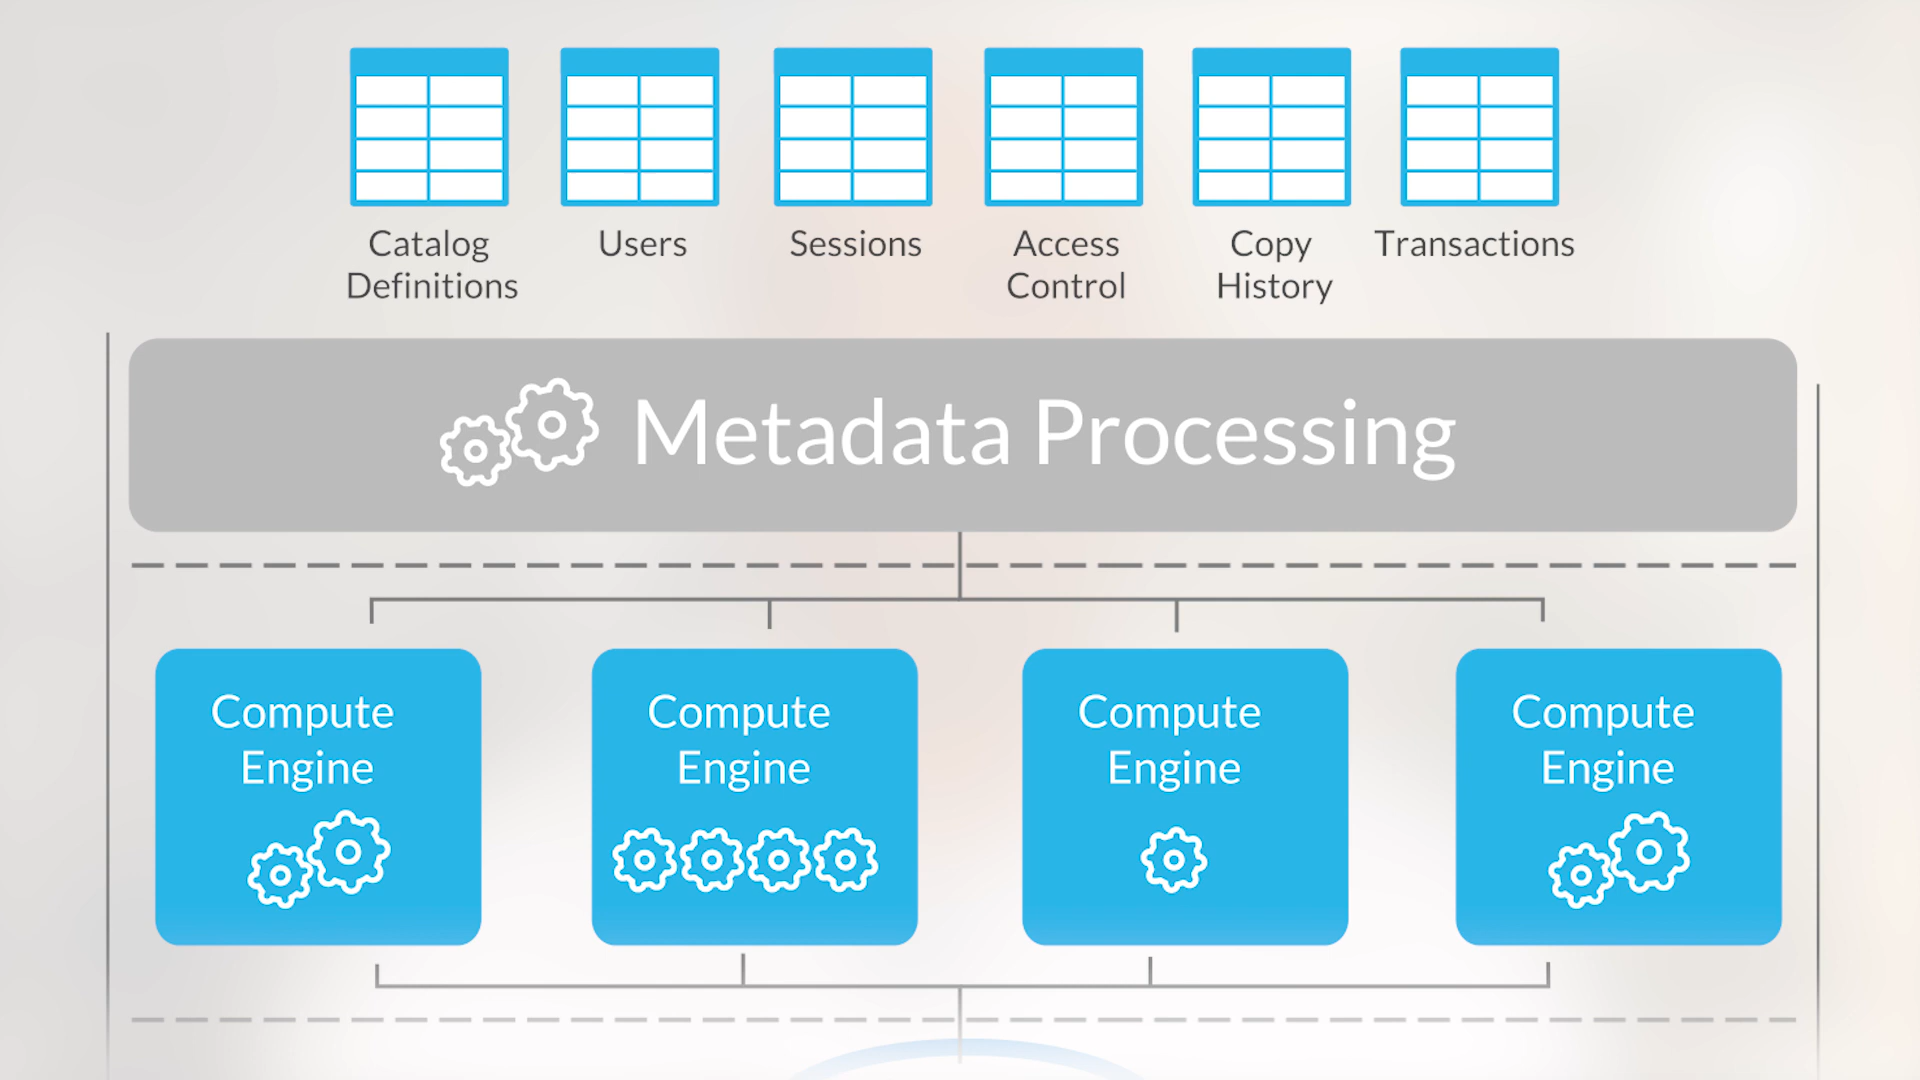 Catalog
Definitions
Users
Sessions
Access
Control
Copy
History
Transactions
Metadata Processing
Compute
Engine
Compute
Engine
Compute
Engine
Compute
Engine